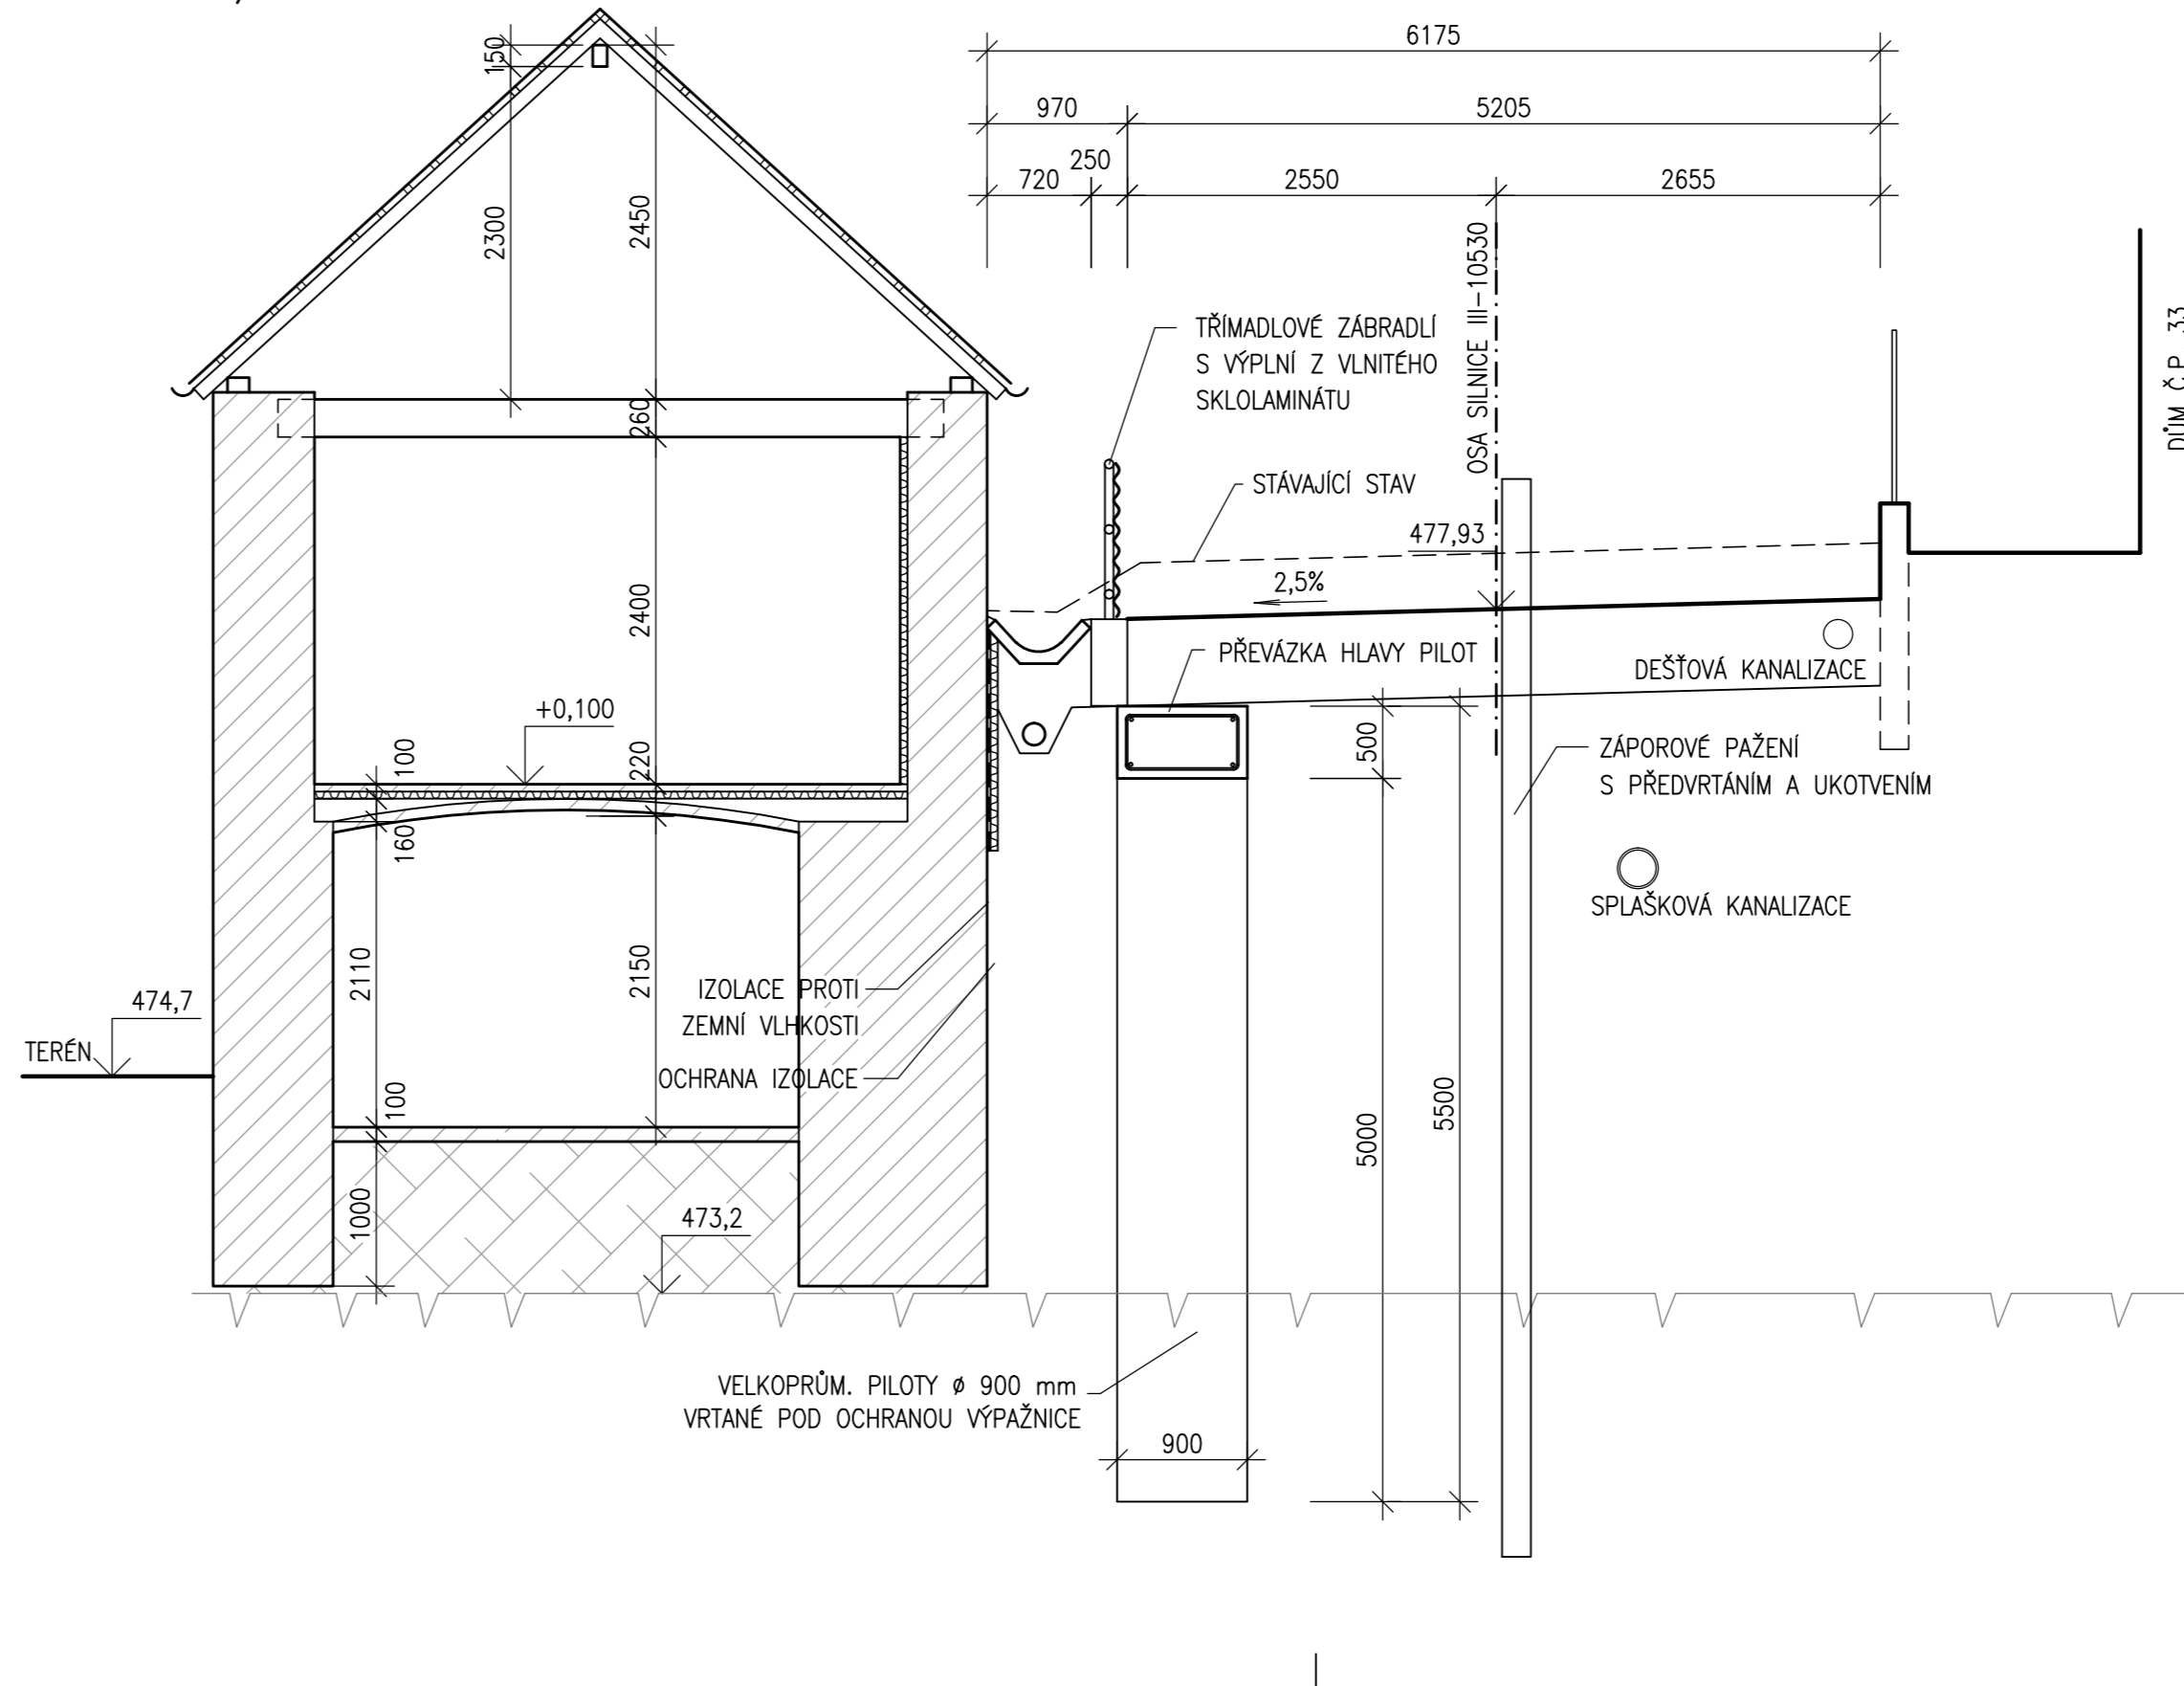 6175
970
5205
250
720
2550
2655
150
2300
2450
260
2400
220
+0,100
100
160
2110
2150
100
1000
474,7
TERÉN
473,2
IZOLACE PROTI
ZEMNÍ VLHKOSTI
OCHRANA IZOLACE
TŘÍMADLOVÉ ZÁBRADLÍ
S VÝPLNÍ Z VLNITÉHO
SKLOLAMINÁTU
STÁVAJÍCÍ STAV
OSA SILNICE III-10530
477,93
2,5%
PŘEVÁZKA HLAVY PILOT
DEŠŤOVÁ KANALIZACE
DŮM Č.P. 33
ZÁPOROVÉ PAŽENÍ
S PŘEDVRTÁNÍM A UKOTVENÍM
SPLAŠKOVÁ KANALIZACE
500
5000
5500
VELKOPRŮM. PILOTY ø 900 mm
VRTANÉ POD OCHRANOU VÝPAŽNICE
900